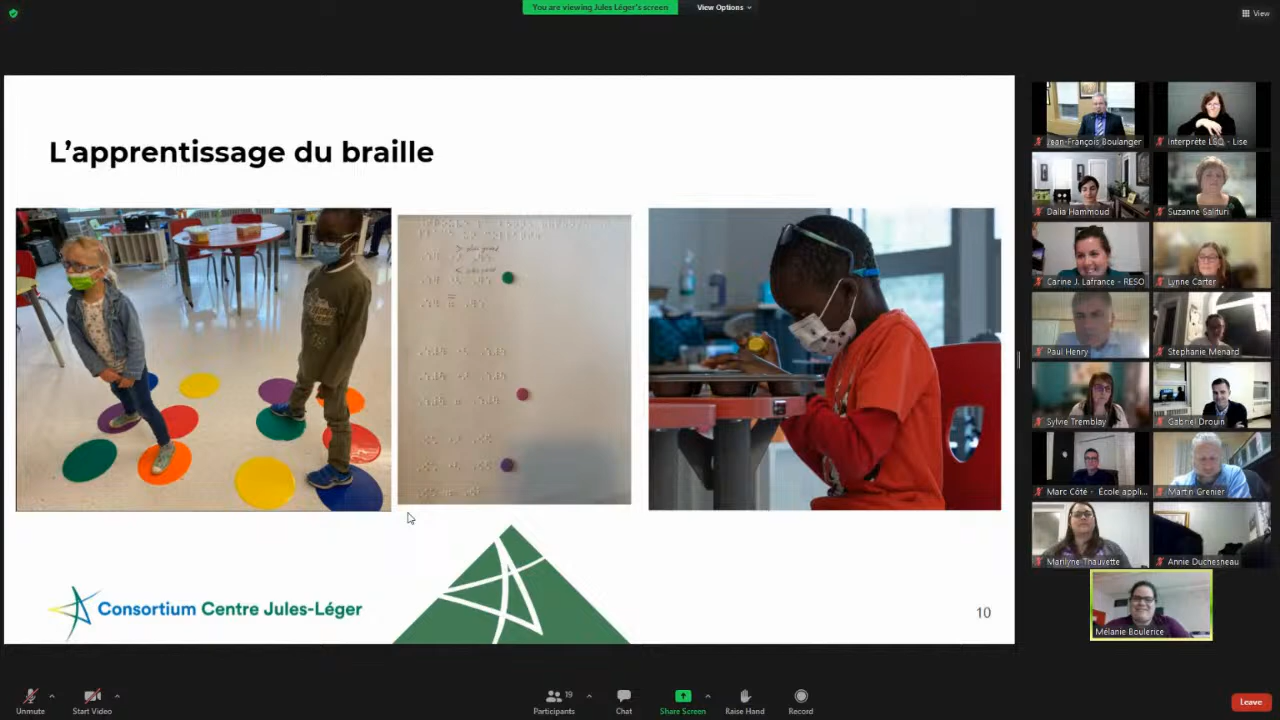 You are viewing Jules Léger's screen
View Options
View
L'apprentissage du braille
> plus grand
=
Consortium Centre Jules-Léger
10
Jean-François Boulanger
Interprète LSQ - Lise
Dalia Hammoud
Suzanne Salituri
Carine J. Lafrance - RESO
Lynne Carter
Paul Henry
Stephanie Menard
Sylvie Tremblay
Gabriel Drouin
Marc Côté - École appli...
Martin Grenier
Marilyne Thauvette
Annie Duchesneau
Mélanie Boulerice
Unmute
Start Video
Participants
19
Chat
Share Screen
Raise Hand
Record
Leave